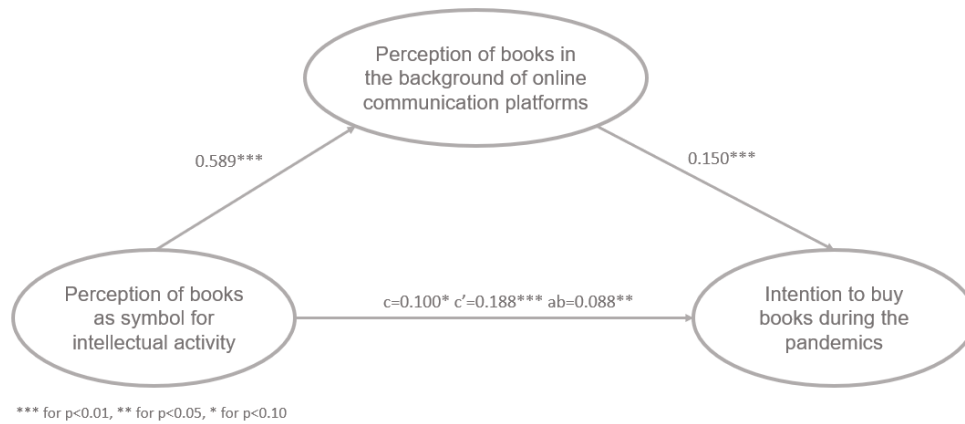 Perception of books in
the background of online
communication platforms
0.589***
0.150***
Perception of books
as symbol for
intellectual activity
c=0.100* c′=0.188*** ab=0.088**
Intention to buy
books during the
pandemics
*** for p<0.01, ** for p<0.05, * for p<0.10